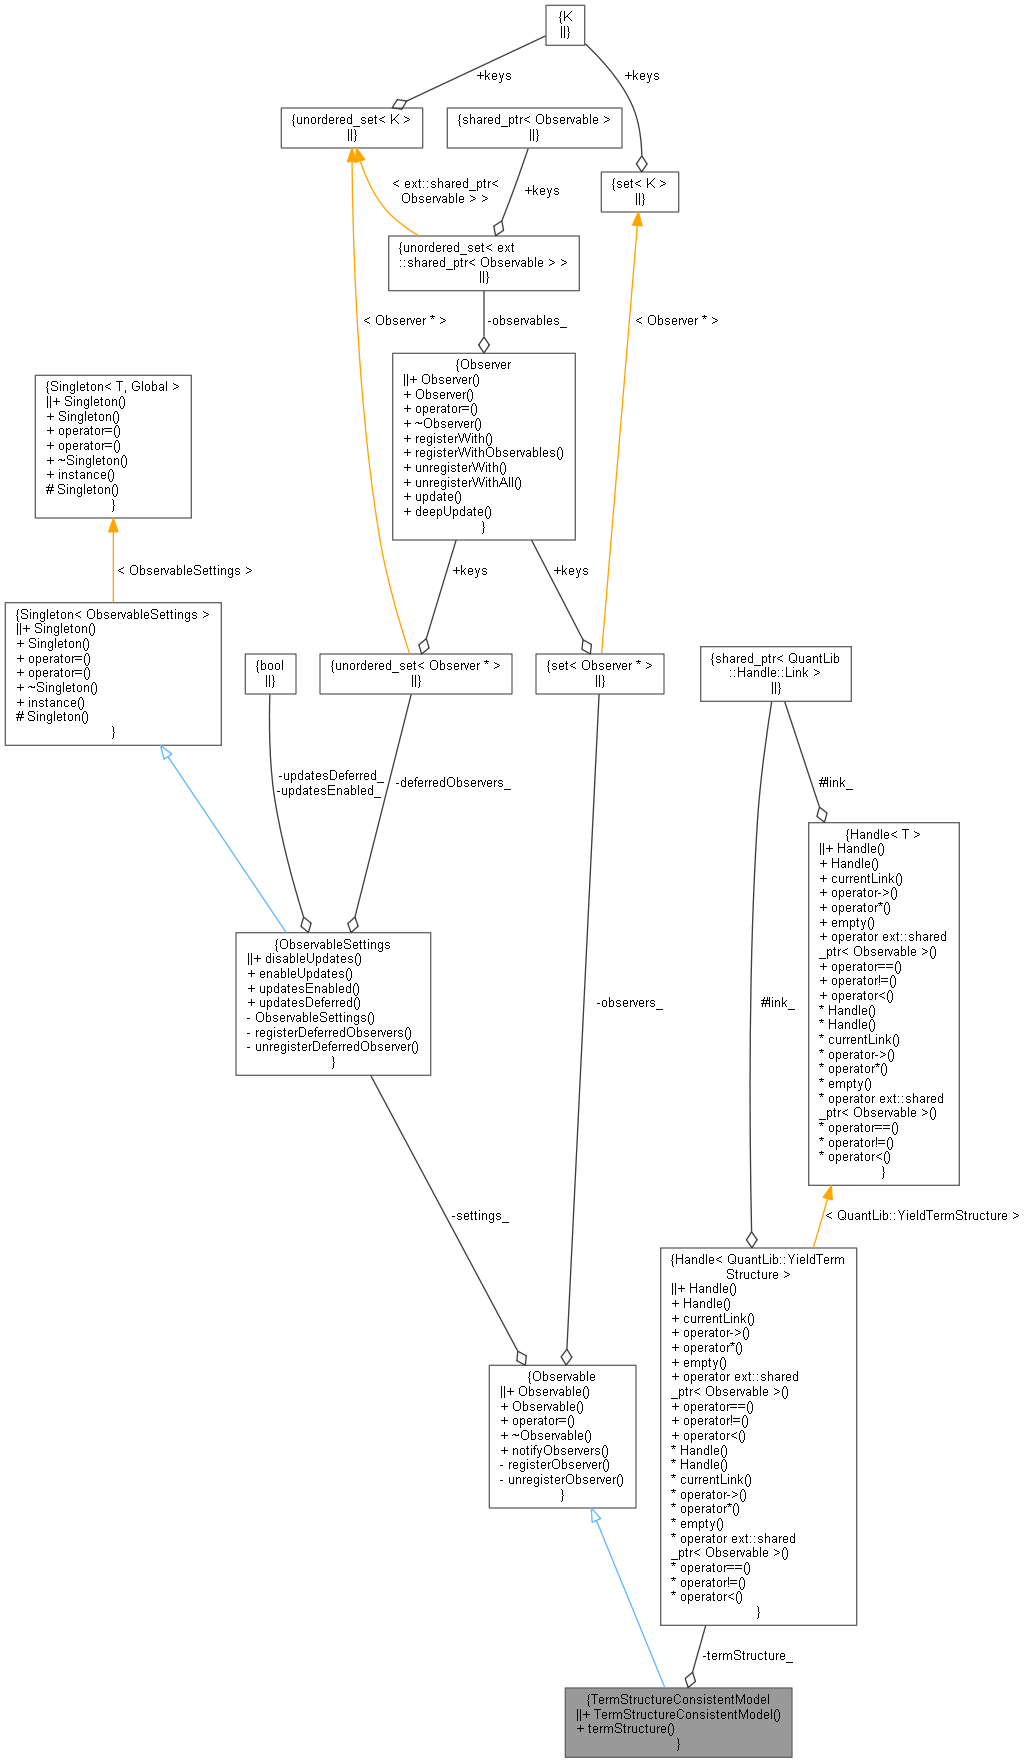 {K
||}
+keys
+keys
{unordered_set< K >
||}
{shared_ptr< Observable >
||}
{set< K >
||}
< ext::shared_ptr<
Observable > >
+keys
{unordered_set< ext
::shared_ptr< Observable > >
||}
< Observer * >
-observables_
< Observer * >
{Observer
||+ Observer()
+ Observer()
+ operator=()
+ ~Observer()
+ registerWith()
+ registerWithObservables()
+ unregisterWith()
+ unregisterWithAll()
+ update()
+ deepUpdate()
}
{Singleton< T, Global >
||+ Singleton()
+ Singleton()
+ operator=()
+ operator=()
+ ~Singleton()
+ instance()
# Singleton()
}
< ObservableSettings >
+keys
+keys
{Singleton< ObservableSettings >
||+ Singleton()
+ Singleton()
+ operator=()
+ operator=()
+ ~Singleton()
+ instance()
# Singleton()
}
{bool
||}
{unordered_set< Observer * >
||}
{set< Observer * >
||}
{shared_ptr< QuantLib
::Handle::Link >
||}
-updatesDeferred_
-updatesEnabled_
-deferredObservers_
#link_
{Handle< T >
||+ Handle()
+ Handle()
+ currentLink()
+ operator->()
+ operator*()
+ empty()
+ operator ext::shared
_ptr< Observable >()
+ operator==()
+ operator!=()
+ operator<()
* Handle()
* Handle()
* currentLink()
* operator->()
* operator*()
* empty()
* operator ext::shared
_ptr< Observable >()
* operator==()
* operator!=()
* operator<()
}
{ObservableSettings
||+ disableUpdates()
+ enableUpdates()
+ updatesEnabled()
+ updatesDeferred()
- ObservableSettings()
- registerDeferredObservers()
- unregisterDeferredObserver()
}
-observers_
#link_
-settings_
< QuantLib::YieldTermStructure >
{Handle< QuantLib::YieldTerm
Structure >
||+ Handle()
+ Handle()
+ currentLink()
+ operator->()
+ operator*()
+ empty()
+ operator ext::shared
_ptr< Observable >()
+ operator==()
+ operator!=()
+ operator<()
* Handle()
* Handle()
* currentLink()
* operator->()
* operator*()
* empty()
* operator ext::shared
_ptr< Observable >()
* operator==()
* operator!=()
* operator<()
}
{Observable
||+ Observable()
+ Observable()
+ operator=()
+ ~Observable()
+ notifyObservers()
- registerObserver()
- unregisterObserver()
}
-termStructure_
{TermStructureConsistentModel
||+ TermStructureConsistentModel()
+ termStructure()
}